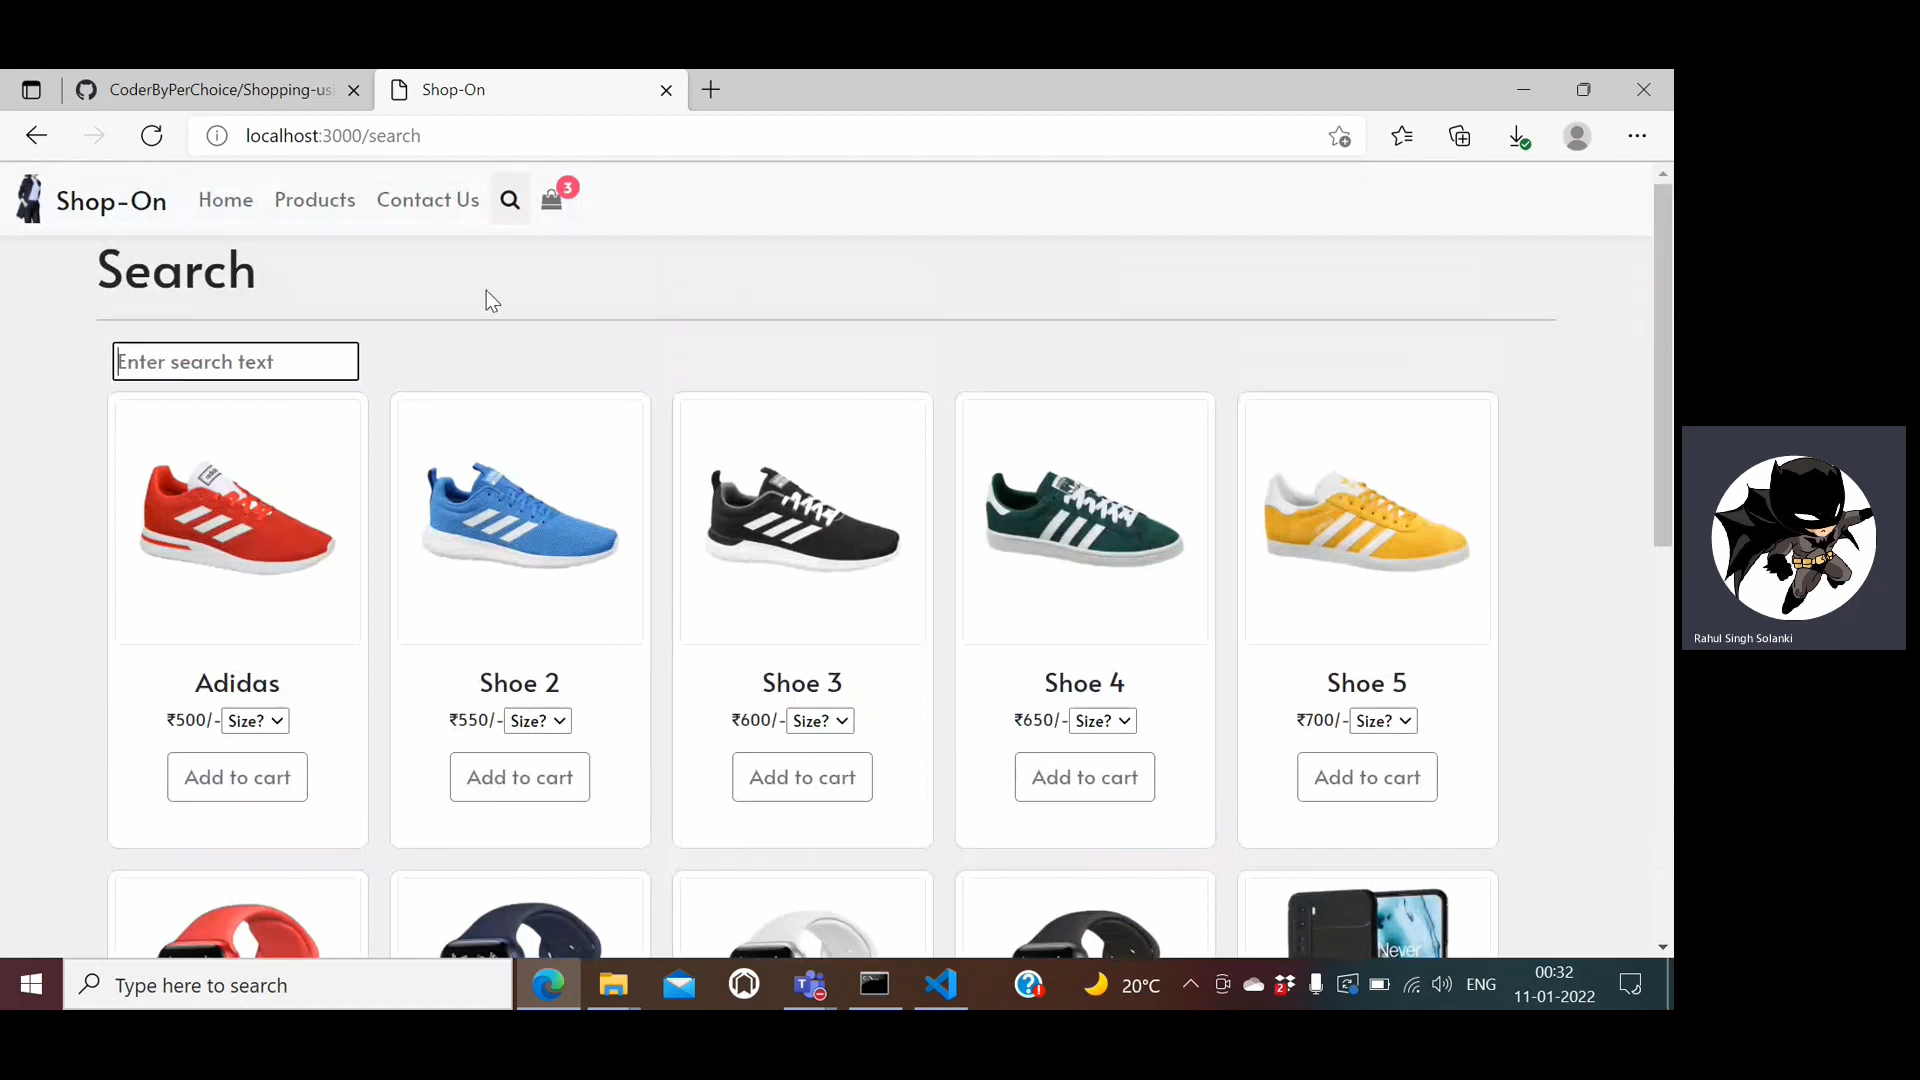 CoderByPerChoice/Shopping-usi
Shop-On
localhost:3000/search
Shop-On
Home
Products
Contact Us
3
Search
Enter search text
Adidas
₹500/- Size?
Add to cart
Shoe 2
₹550/- Size?
Add to cart
Shoe 3
₹600/- Size?
Add to cart
Shoe 4
₹650/- Size?
Add to cart
Shoe 5
₹700/- Size?
Add to cart
Never
Rahul Singh Solanki
Type here to search
20°C
2
ENG
00:32
11-01-2022